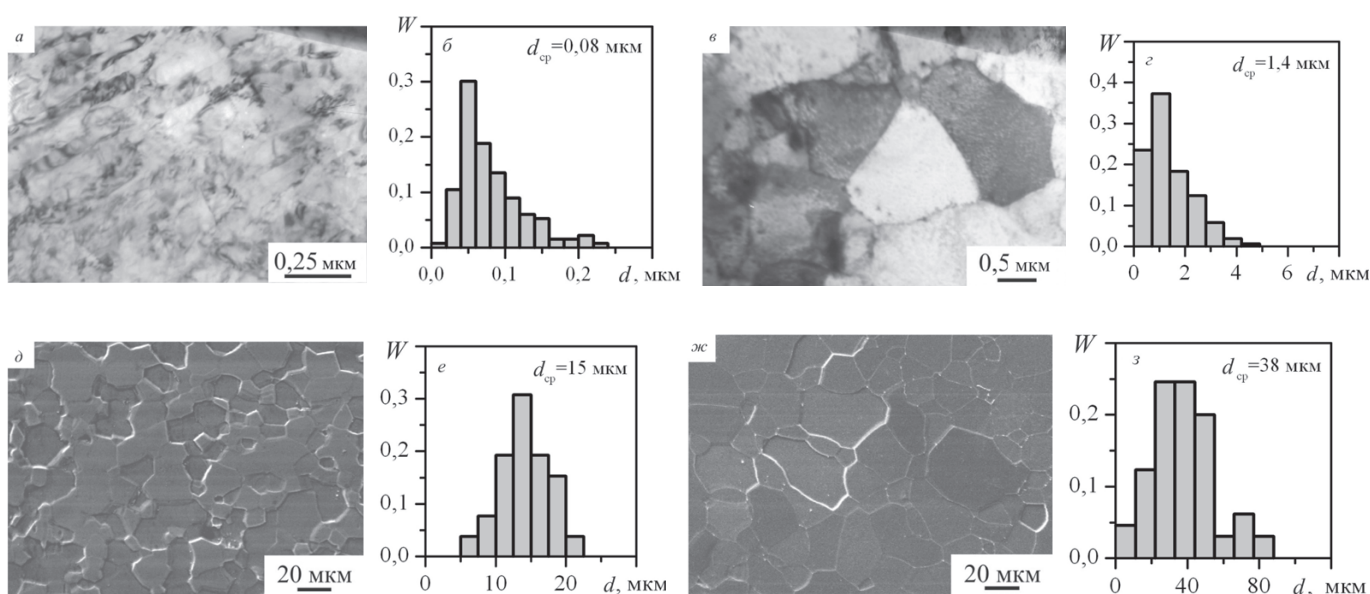 а
0,25 мкм
W
б
d_ср=0,08 мкм
0,3
0,2
0,1
0,0
0,0 0,1 0,2 d, мкм
в
0,5 мкм
W
г
d_ср=1,4 мкм
0,4
0,3
0,2
0,1
0,0
0 2 4 6 d, мкм
д
20 мкм
W
е
d_ср=15 мкм
0,3
0,2
0,1
0,0
0 10 20 d, мкм
ж
20 мкм
W
з
d_ср=38 мкм
0,2
0,1
0,0
0 40 80 d, мкм